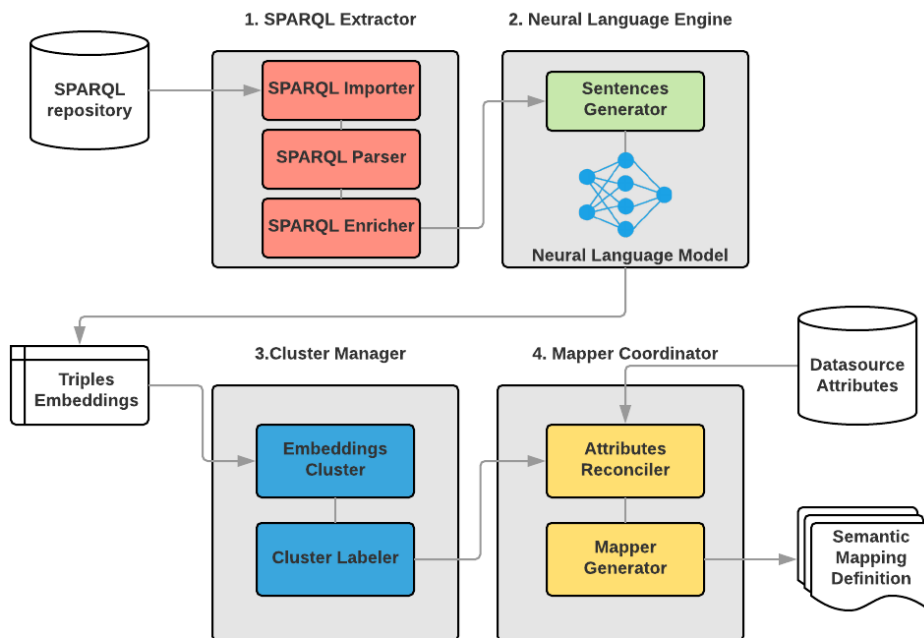 1. SPARQL Extractor
2. Neural Language Engine
SPARQL
repository
SPARQL Importer
SPARQL Parser
SPARQL Enricher
Sentences
Generator
Neural Language Model
Triples
Embeddings
3.Cluster Manager
4. Mapper Coordinator
Datasource
Attributes
Embeddings
Cluster
Cluster Labeler
Attributes
Reconciler
Mapper
Generator
Semantic
Mapping
Definition